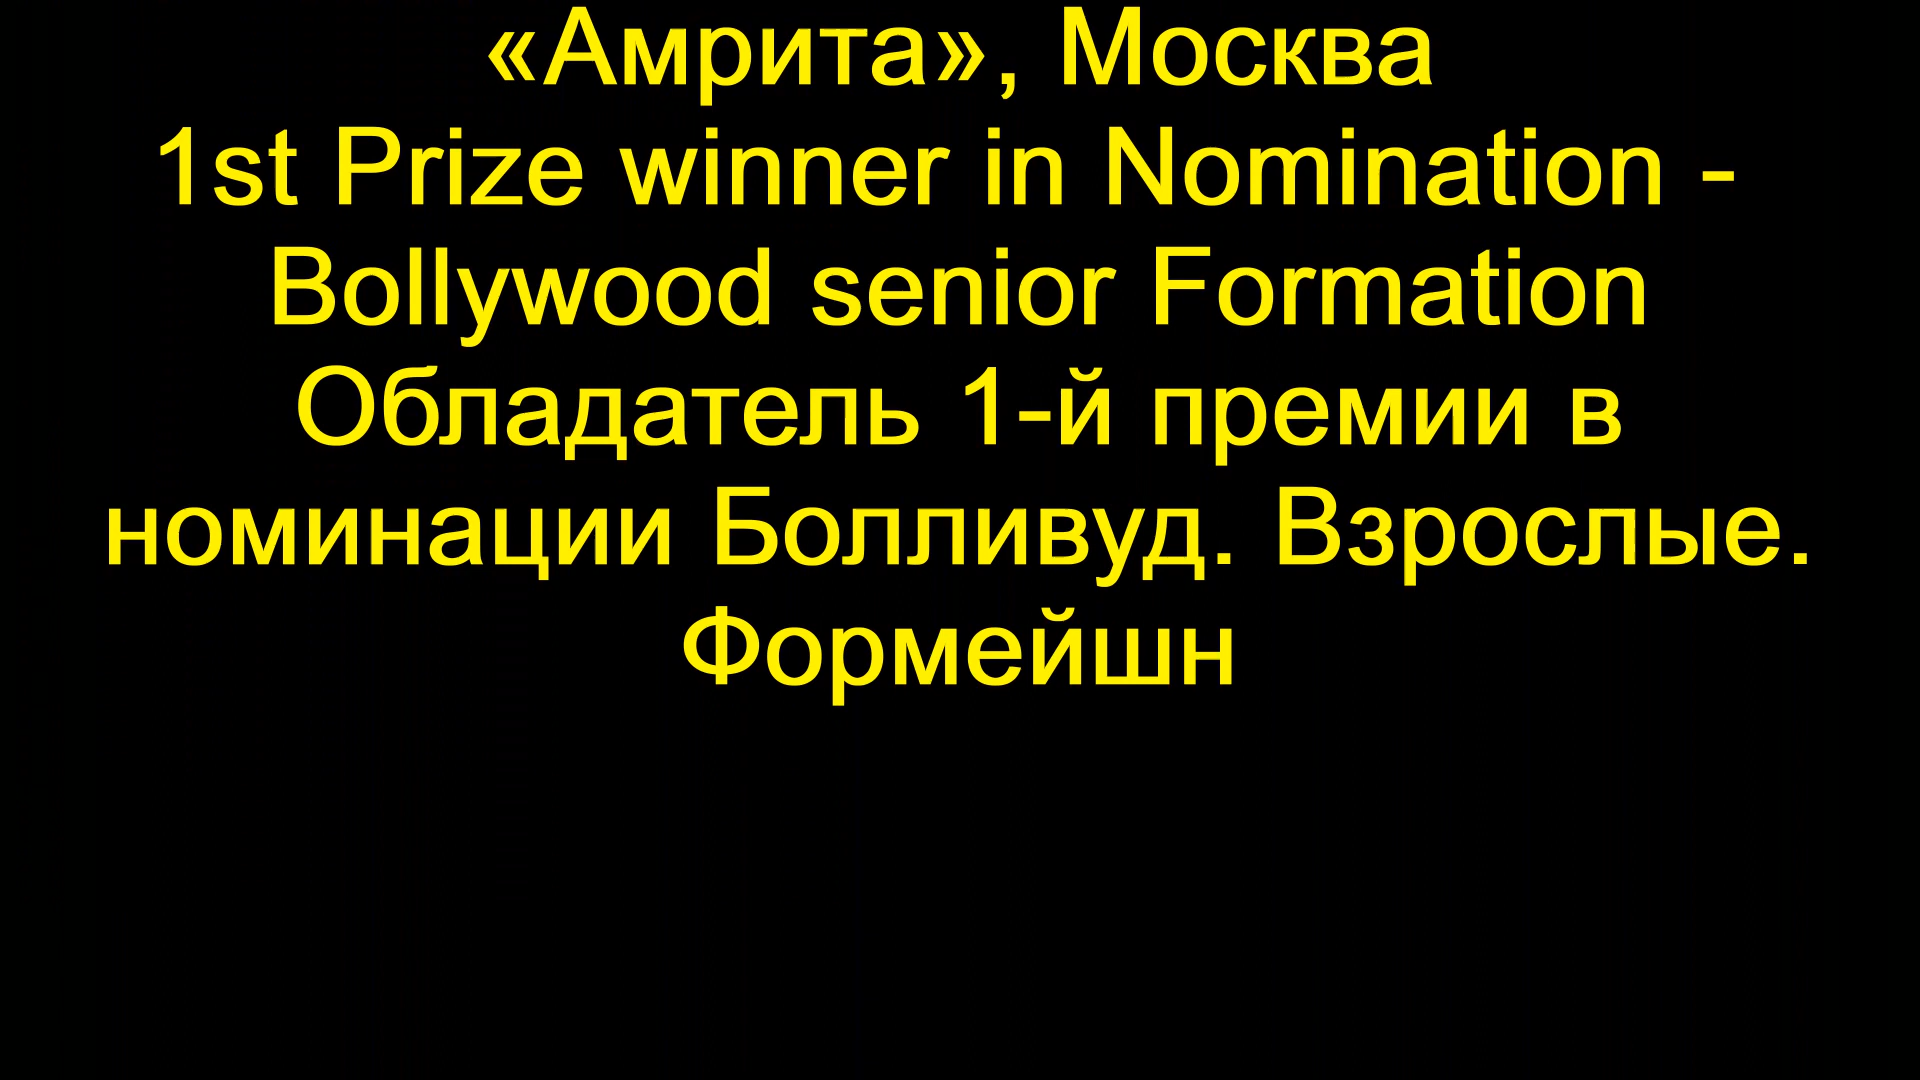 «Амрита», Москва
1st Prize winner in Nomination -
Bollywood senior Formation
Обладатель 1-й премии в
номинации Болливуд. Взрослые.
Формейшн